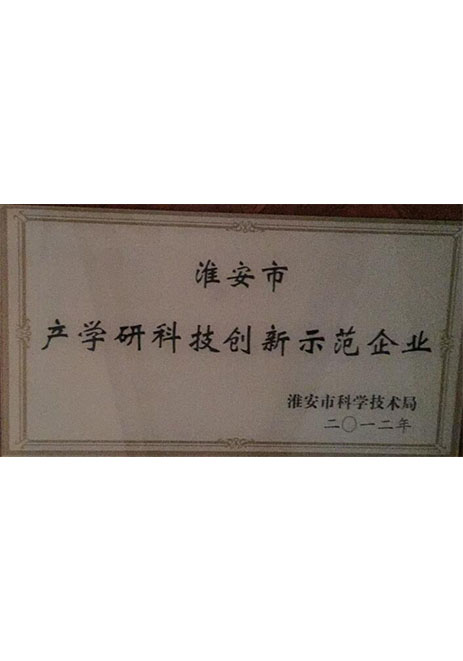 淮安市
产学研科技创新示范企业
淮安市科学技术局
二〇一二年